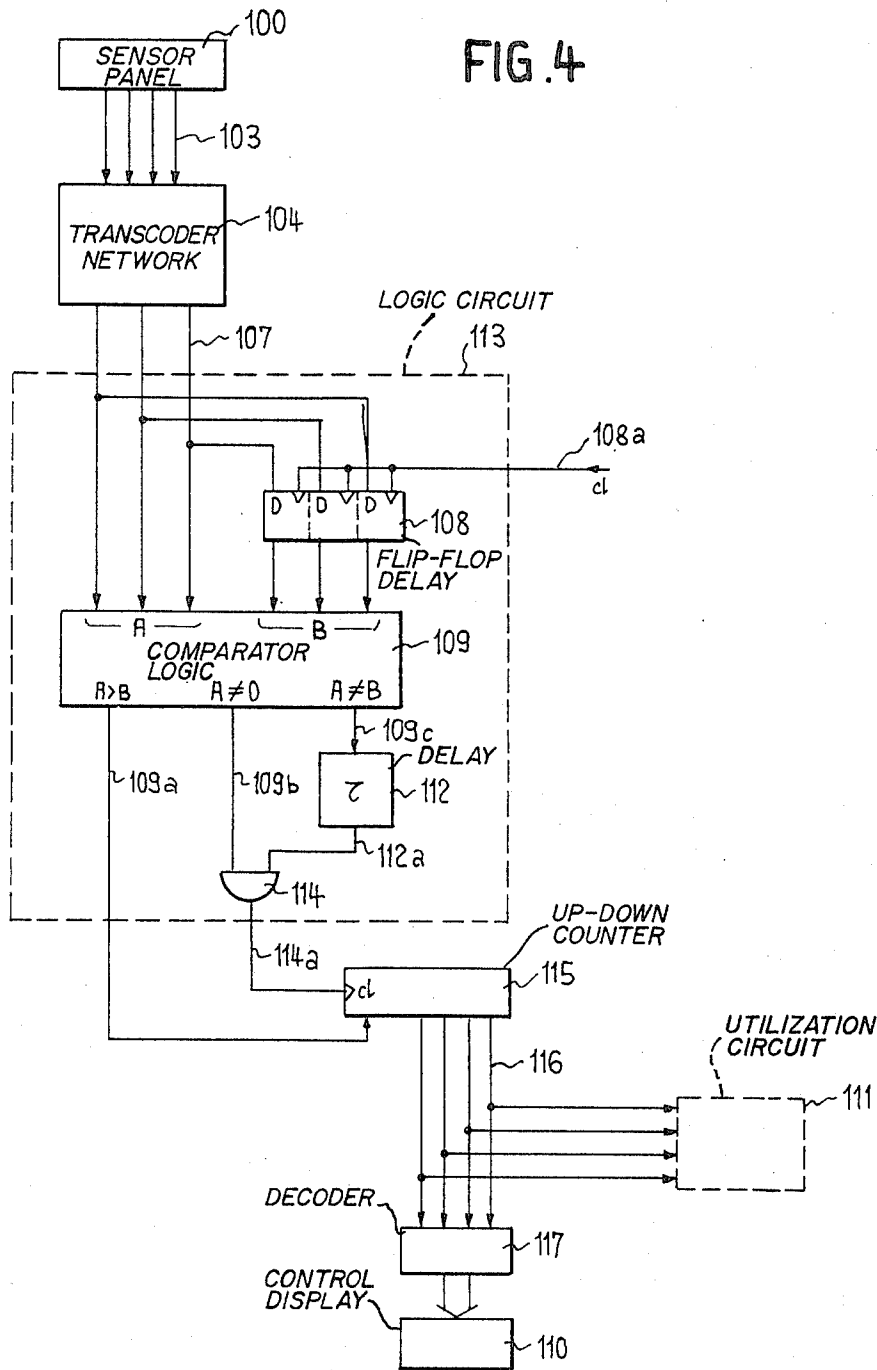 FIG.4
100
SENSOR
PANEL
103
104
TRANSCODER
NETWORK
LOGIC CIRCUIT
107
113
108a
cl
D D D
108
FLIP-FLOP
DELAY
A B
COMPARATOR
LOGIC
109
A>B A≠0 A≠B
109c
DELAY
109a
109b
τ
112
112a
114
UP-DOWN
COUNTER
114a
cl
115
UTILIZATION
CIRCUIT
116
111
DECODER
117
CONTROL
DISPLAY
110